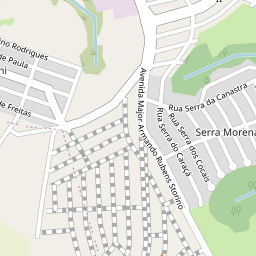 ino Rodrigues
de Paula
ni
de Freitas
Avenida Major Armando Rubens Storino
Rua Serra da Canastra
Rua Serra dos Cocais
Rua Serra do Caraça
Serra Morena